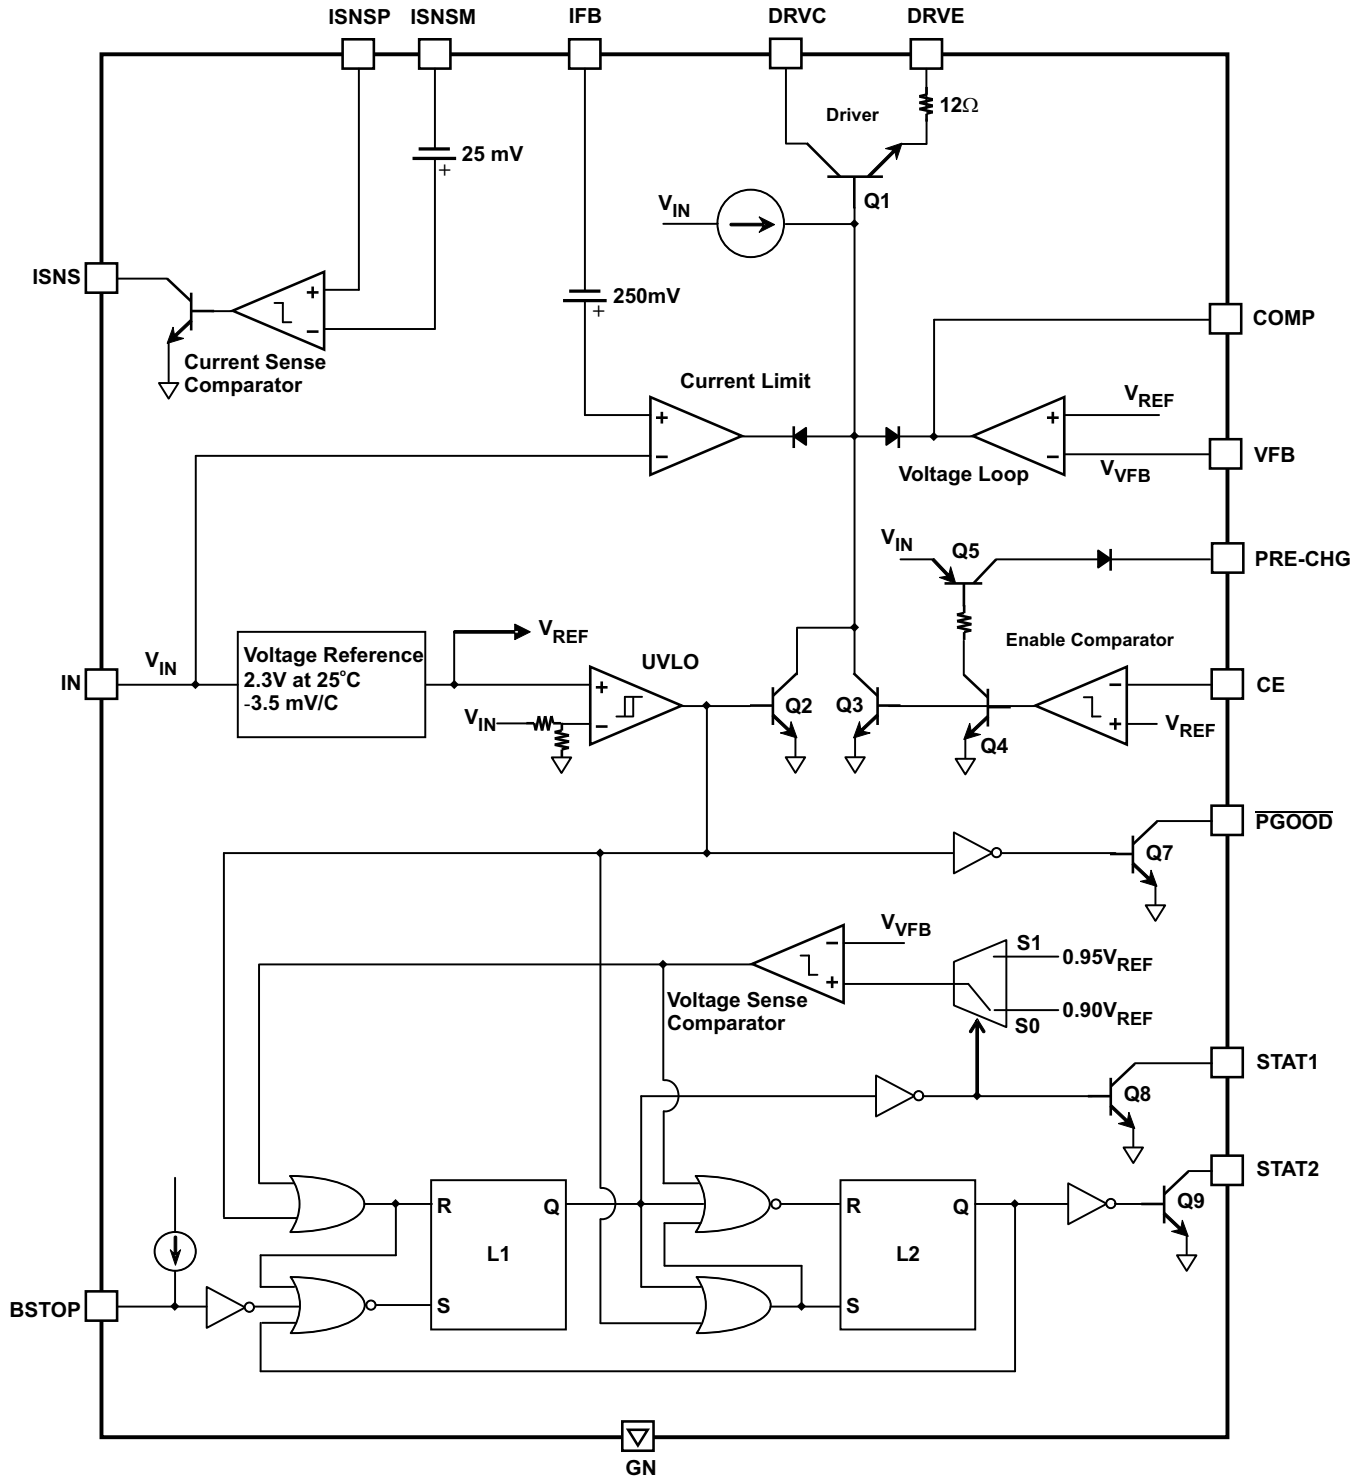 ISNSP ISNSM IFB DRVC DRVE
12Ω
Driver
25 mV
Q1
VIN
ISNS
+
−
250mV
+
+
COMP
Current Sense
Comparator
Current Limit
+
−
VREF
+
−
VFB
Voltage Loop
VVFB
VIN
Q5
PRE-CHG
VREF
Enable Comparator
UVLO
IN
VIN
Voltage Reference
2.3V at 25°C
-3.5 mV/C
+
−
VIN
Q2
Q3
Q4
−
+
CE
VREF
PGOOD
Q7
VVFB
−
+
S1
0.95VREF
S0
0.90VREF
Voltage Sense
Comparator
STAT1
Q8
STAT2
Q9
R
Q
L1
S
R
Q
L2
S
BSTOP
GN